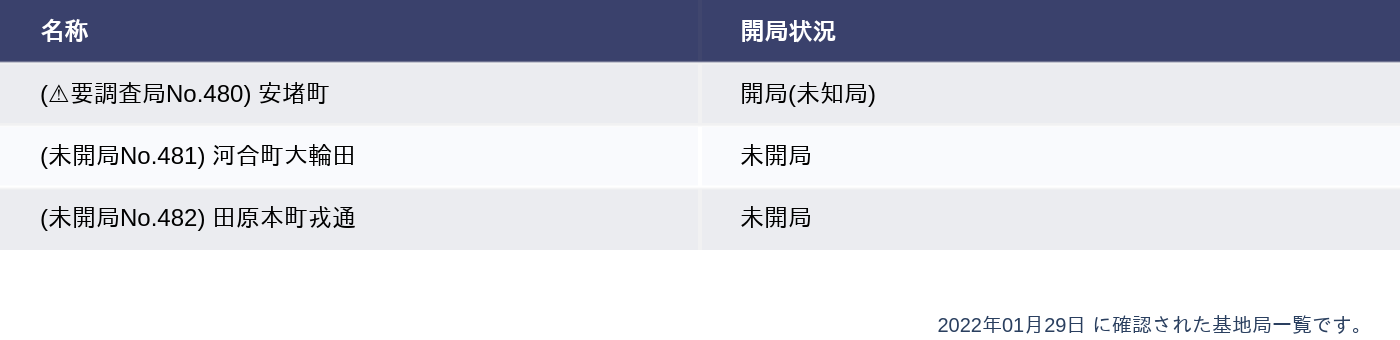 名称 開局状況
(⚠要調査局No.480) 安堵町 開局(未知局)
(未開局No.481) 河合町大輪田 未開局
(未開局No.482) 田原本町戎通 未開局
2022年01月29日 に確認された基地局一覧です。